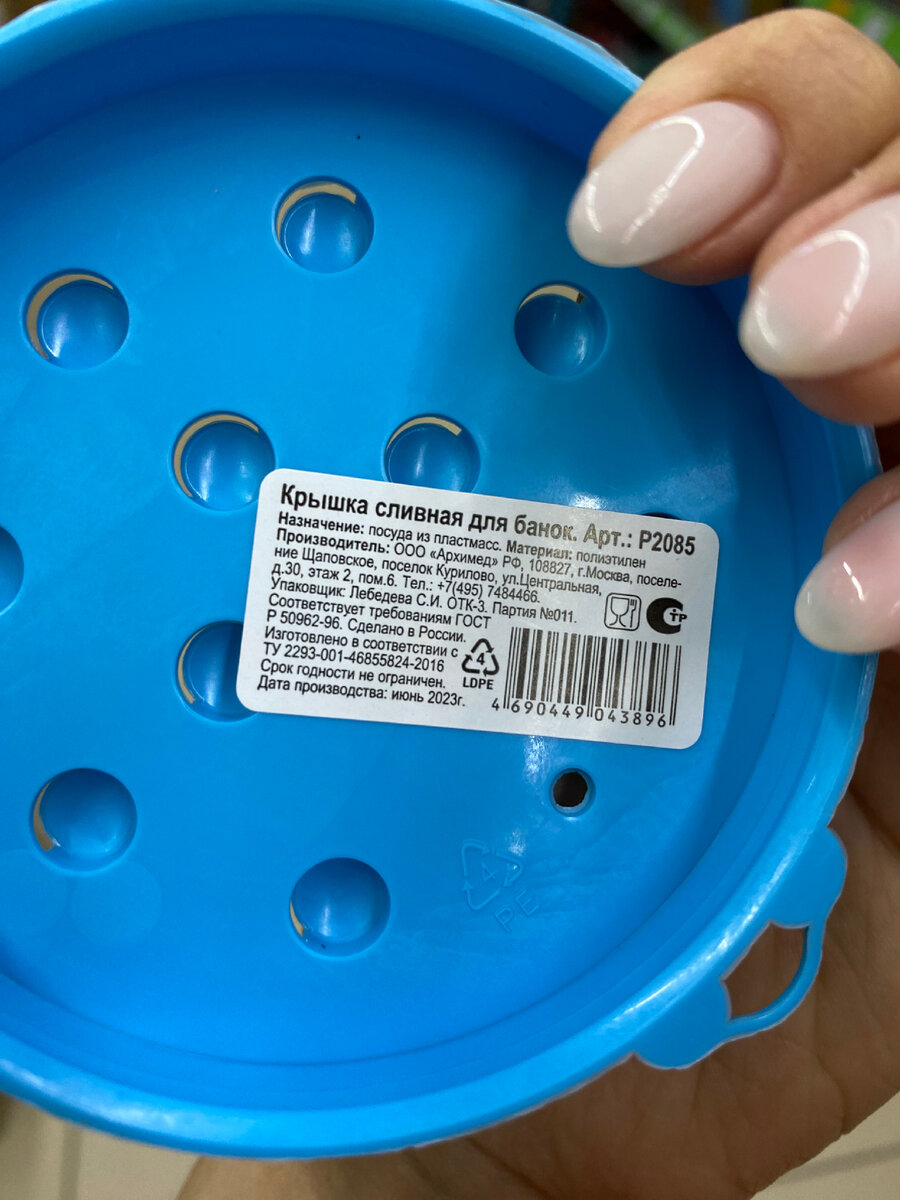 Крышка сливная для банок. Арт.: Р2085
Назначение: посуда из пластмасс. Материал: полиэтилен
Производитель: ООО «Архимед» РФ, 108827, г.Москва, поселе-
ние Щаповское, поселок Курилово, ул.Центральная,
д.30, этаж 2, пом.6. Тел.: +7(495) 7484466.
Упаковщик: Лебедева С.И. ОТК-3. Партия №011.
Соответствует требованиям ГОСТ
Р 50962-96. Сделано в России.
Изготовлено в соответствии с
ТУ 2293-001-46855824-2016
Срок годности не ограничен.
Дата производства: июнь 2023г.
4
LDPE
4 690449 043896
СТР
4
PE